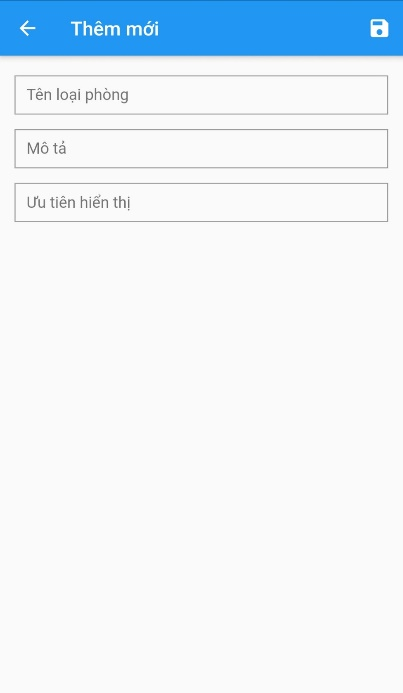 Thêm mới
Tên loại phòng
Mô tả
Ưu tiên hiển thị